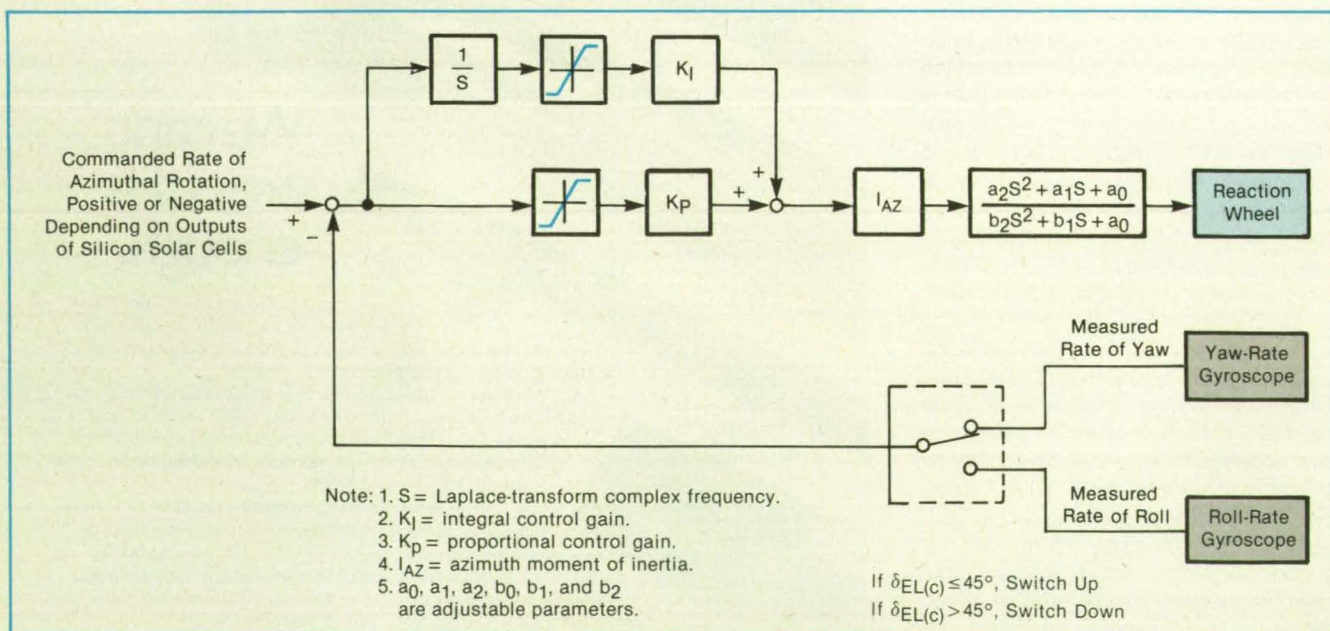 1
S
K_I
Commanded Rate of
Azimuthal Rotation,
Positive or Negative
Depending on Outputs
of Silicon Solar Cells
+
−
K_P
+
+
I_AZ
a₂S² + a₁S + a₀
b₂S² + b₁S + a₀
Reaction
Wheel
Measured
Rate of Yaw
Yaw-Rate
Gyroscope
Measured
Rate of Roll
Roll-Rate
Gyroscope
Note: 1. S = Laplace-transform complex frequency.
2. K_I = integral control gain.
3. K_p = proportional control gain.
4. I_AZ = azimuth moment of inertia.
5. a₀, a₁, a₂, b₀, b₁, and b₂
are adjustable parameters.
If δ_EL(c) ≤ 45°, Switch Up
If δ_EL(c) > 45°, Switch Down